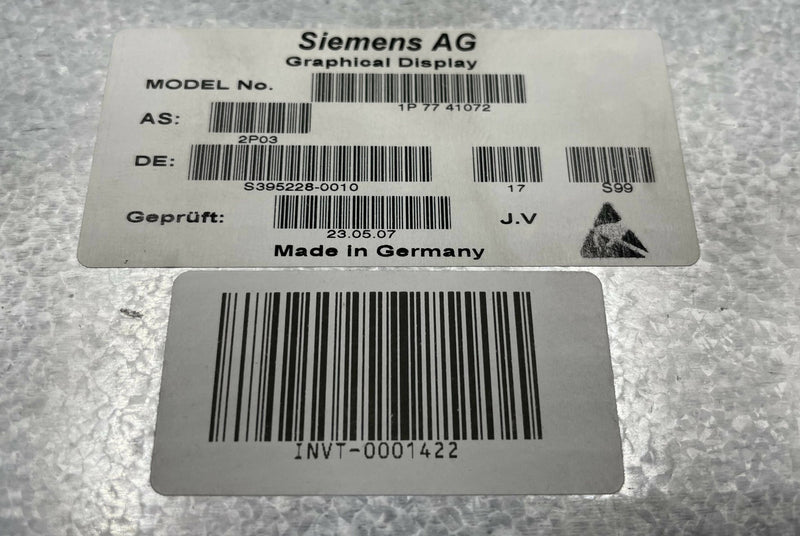 Siemens AG
Graphical Display
MODEL No.
1P 77 41072
AS:
2P03
DE:
S395228-0010 17 S99
Geprüft: J.V
23.05.07
Made in Germany
INVT-0001422